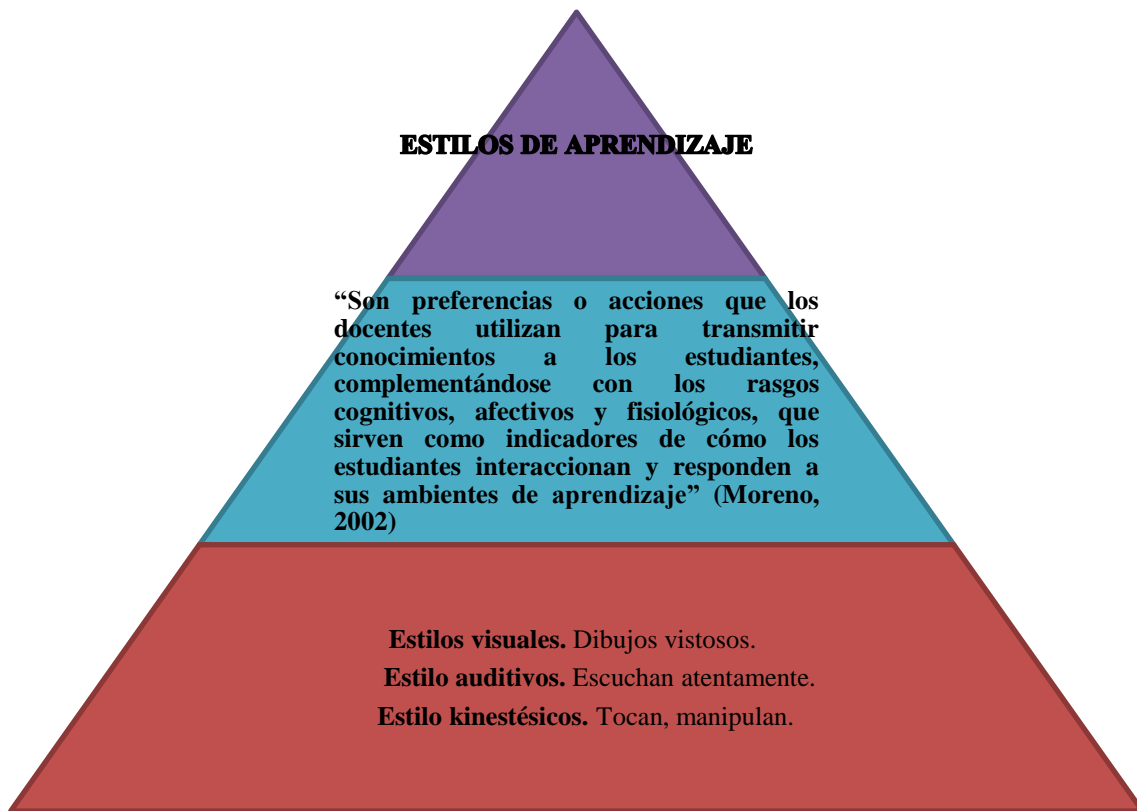 ESTILOS DE APRENDIZAJE
“Son preferencias o acciones que los
docentes utilizan para transmitir
conocimientos a los estudiantes,
complementándose con los rasgos
cognitivos, afectivos y fisiológicos, que
sirven como indicadores de cómo los
estudiantes interaccionan y responden a
sus ambientes de aprendizaje” (Moreno,
2002)
Estilos visuales. Dibujos vistosos.
Estilo auditivos. Escuchan atentamente.
Estilo kinestésicos. Tocan, manipulan.